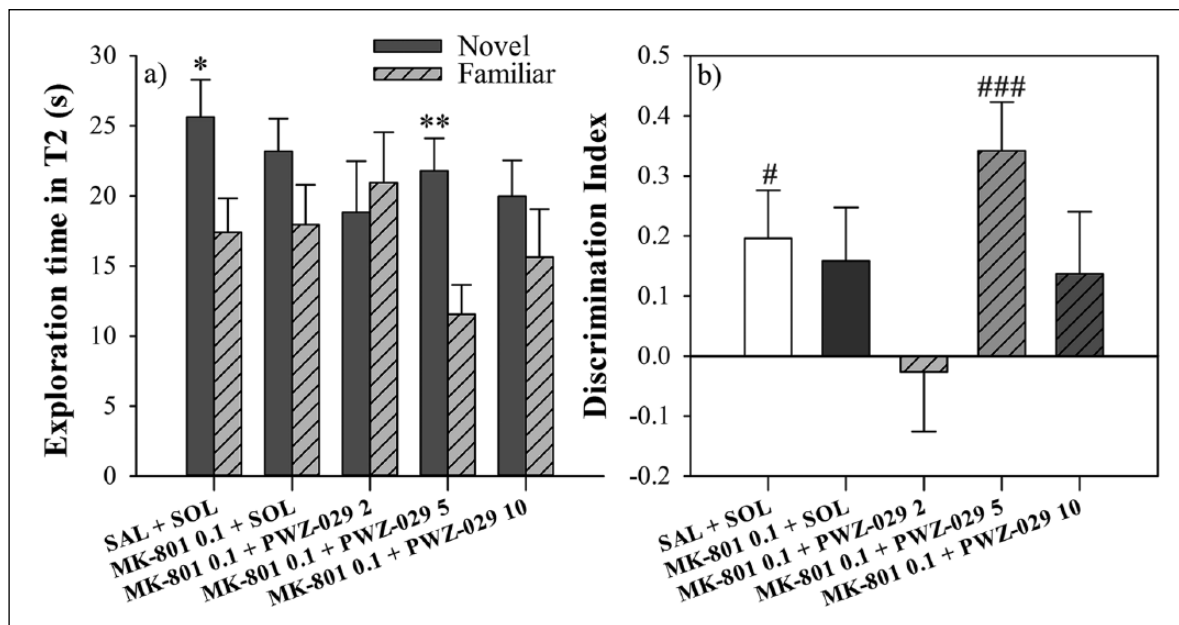 a)
Novel
Familiar
*
**
30
25
20
15
10
5
0
Exploration time in T2 (s)
SAL + SOL
MK-801 0.1 + SOL
MK-801 0.1 + PWZ-029 2
MK-801 0.1 + PWZ-029 5
MK-801 0.1 + PWZ-029 10
b)
#
###
0.5
0.4
0.3
0.2
0.1
0.0
-0.1
-0.2
Discrimination Index
SAL + SOL
MK-801 0.1 + SOL
MK-801 0.1 + PWZ-029 2
MK-801 0.1 + PWZ-029 5
MK-801 0.1 + PWZ-029 10